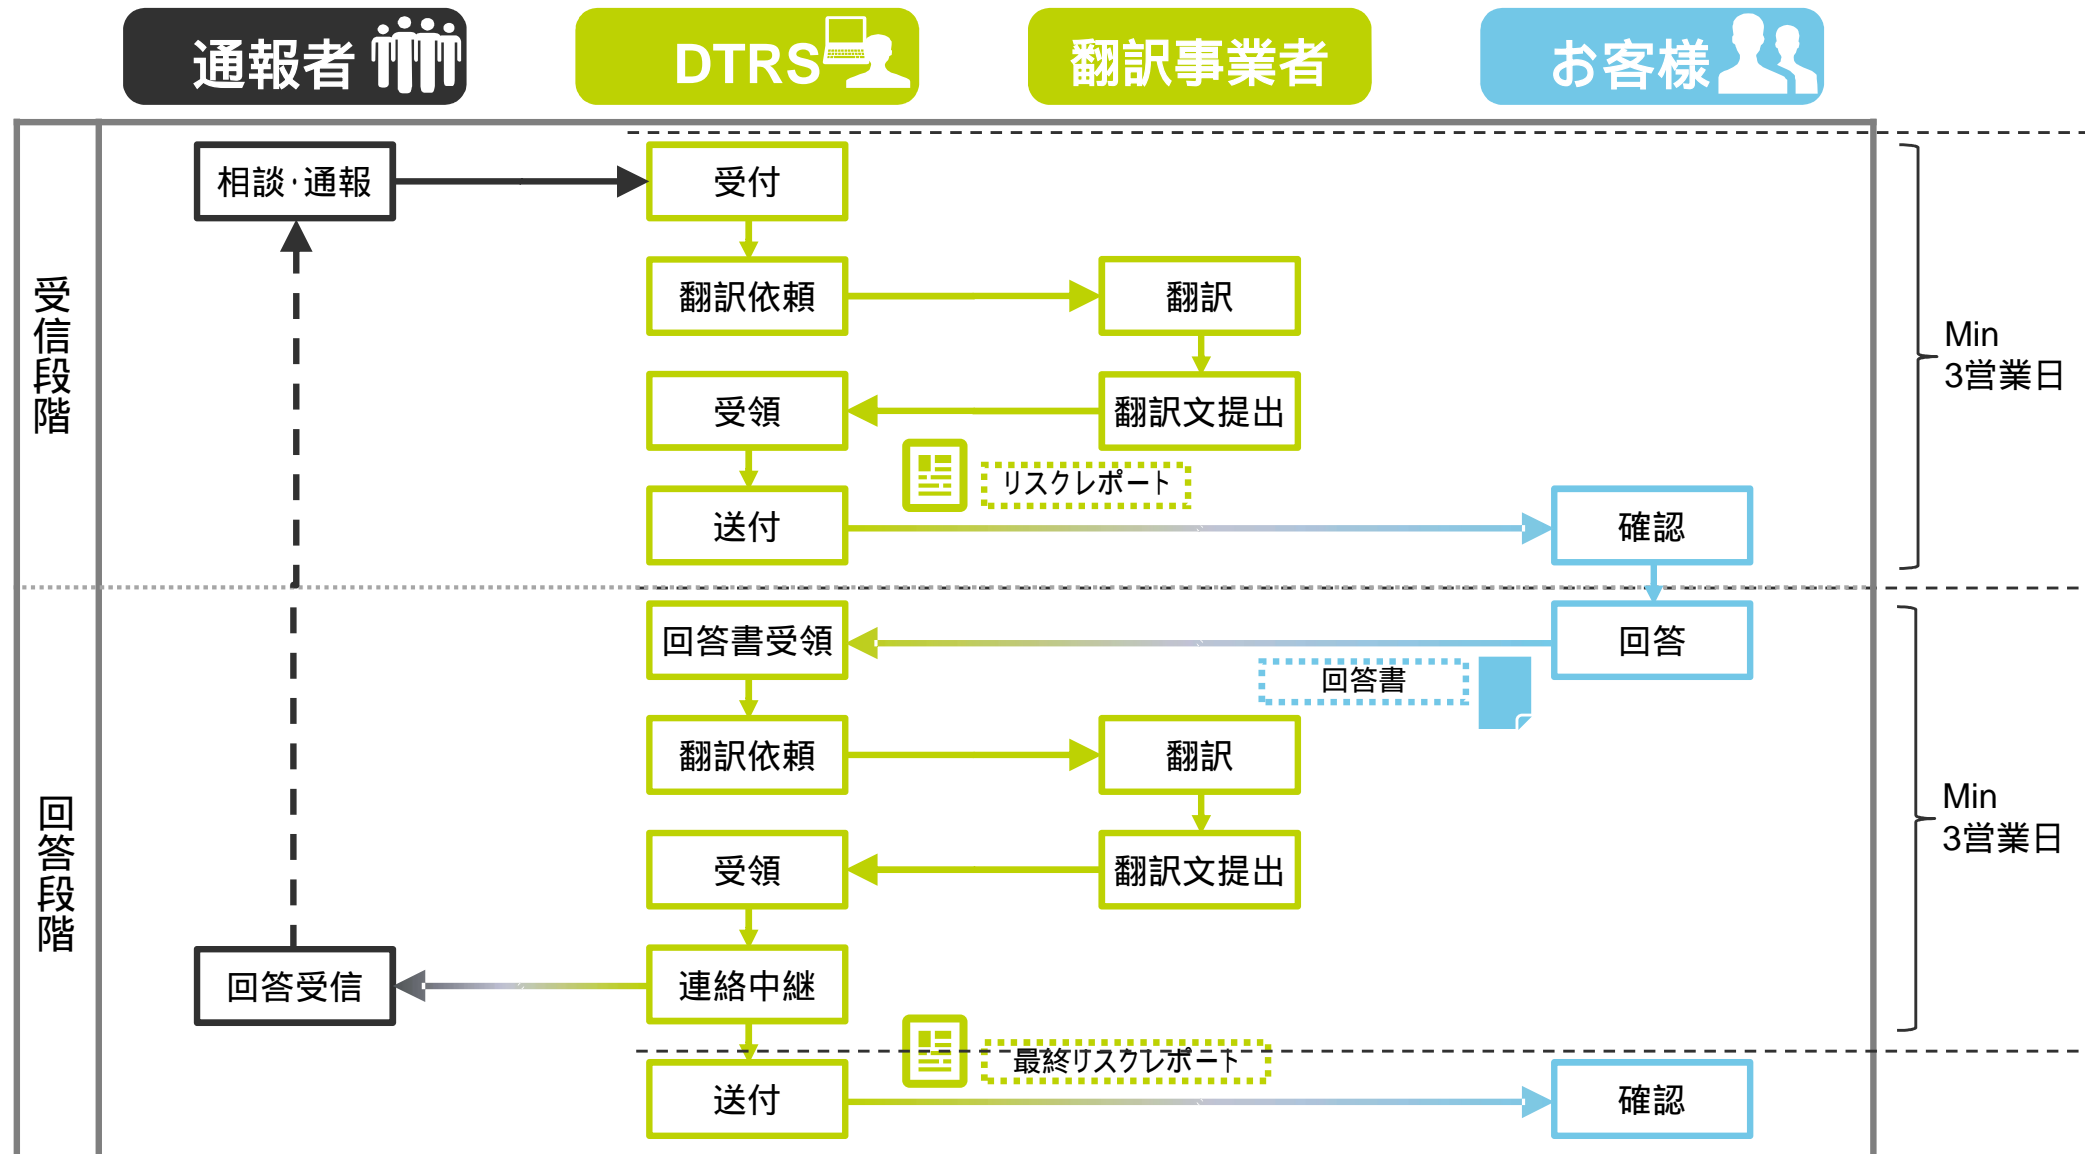 通報者
DTRS
翻訳事業者
お客様
受信段階
相談・通報
受付
翻訳依頼
翻訳
受領
翻訳文提出
リスクレポート
送付
確認
Min
3営業日
回答段階
回答書受領
回答
回答書
翻訳依頼
翻訳
受領
翻訳文提出
回答受信
連絡中継
最終リスクレポート
送付
確認
Min
3営業日